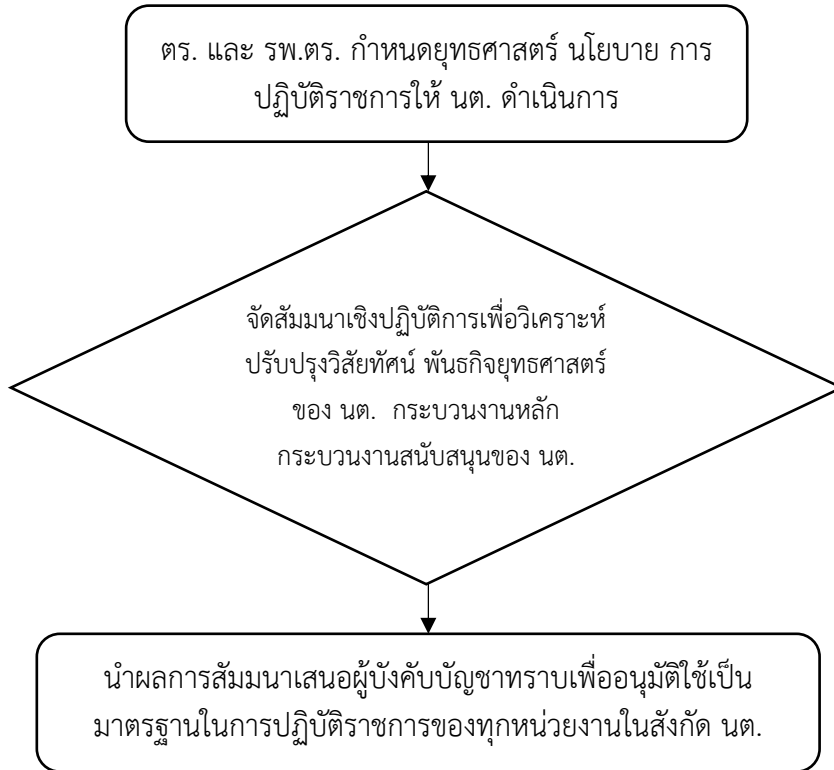 ตร. และ รพ.ตร. กำหนดยุทธศาสตร์ นโยบาย การ
ปฏิบัติราชการให้ นต. ดำเนินการ
จัดสัมมนาเชิงปฏิบัติการเพื่อวิเคราะห์
ปรับปรุงวิสัยทัศน์ พันธกิจยุทธศาสตร์
ของ นต. กระบวนงานหลัก
กระบวนงานสนับสนุนของ นต.
นำผลการสัมมนาเสนอผู้บังคับบัญชาทราบเพื่ออนุมัติใช้เป็น
มาตรฐานในการปฏิบัติราชการของทุกหน่วยงานในสังกัด นต.